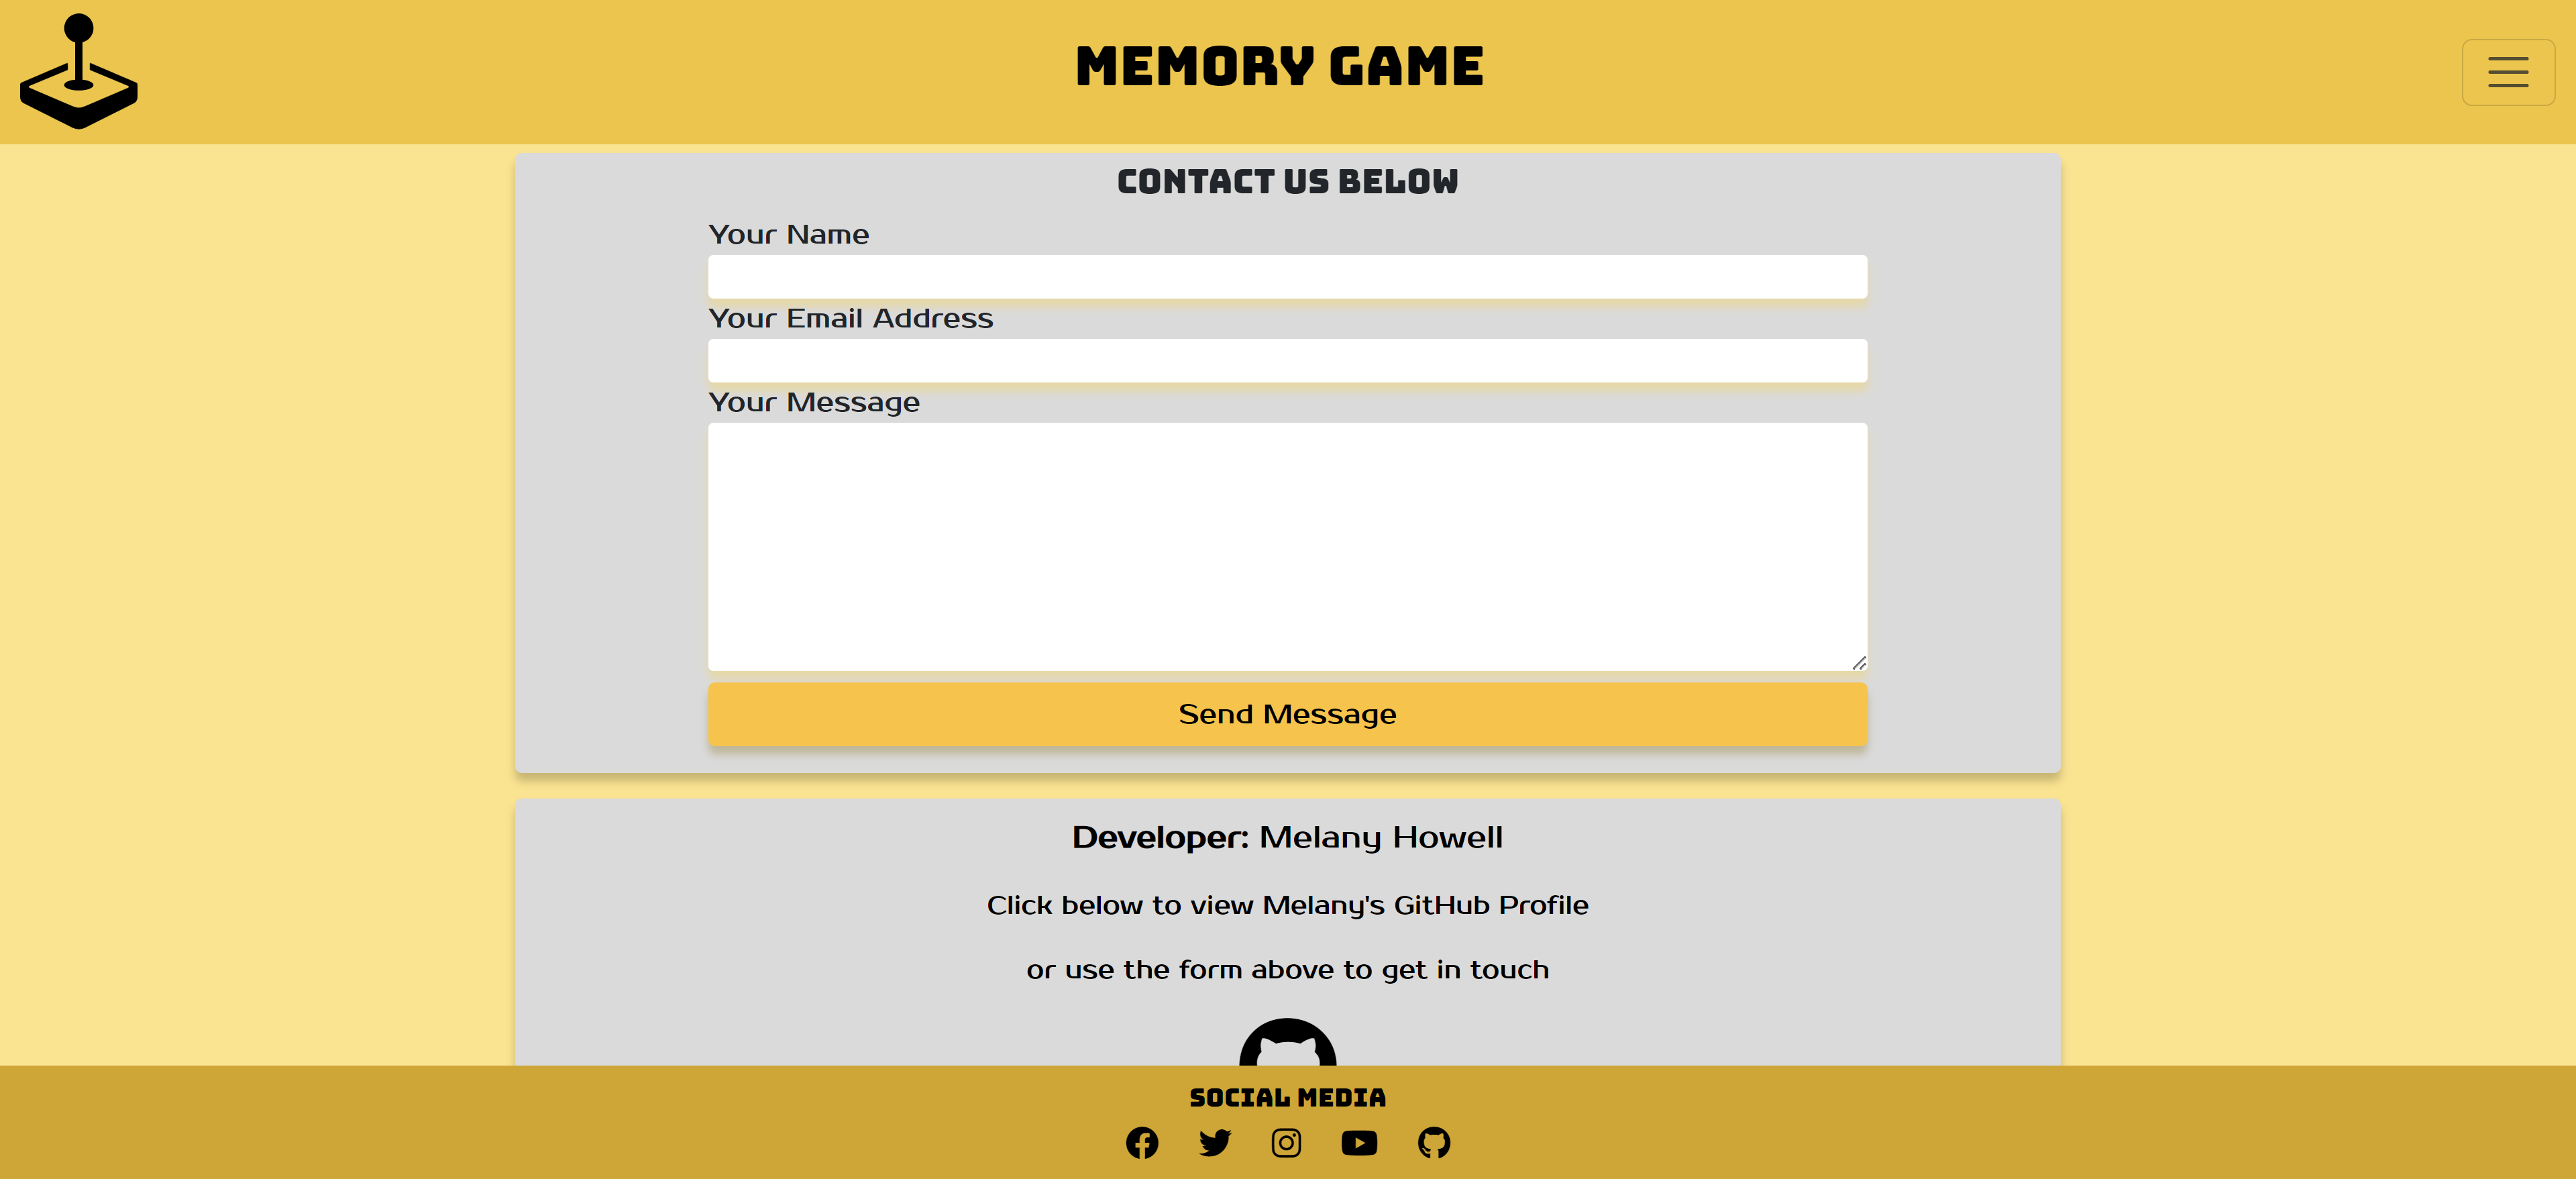 MEMORY GAME
CONTACT US BELOW
Your Name
Your Email Address
Your Message
Send Message
Developer: Melany Howell
Click below to view Melany's GitHub Profile
or use the form above to get in touch
SOCIAL MEDIA